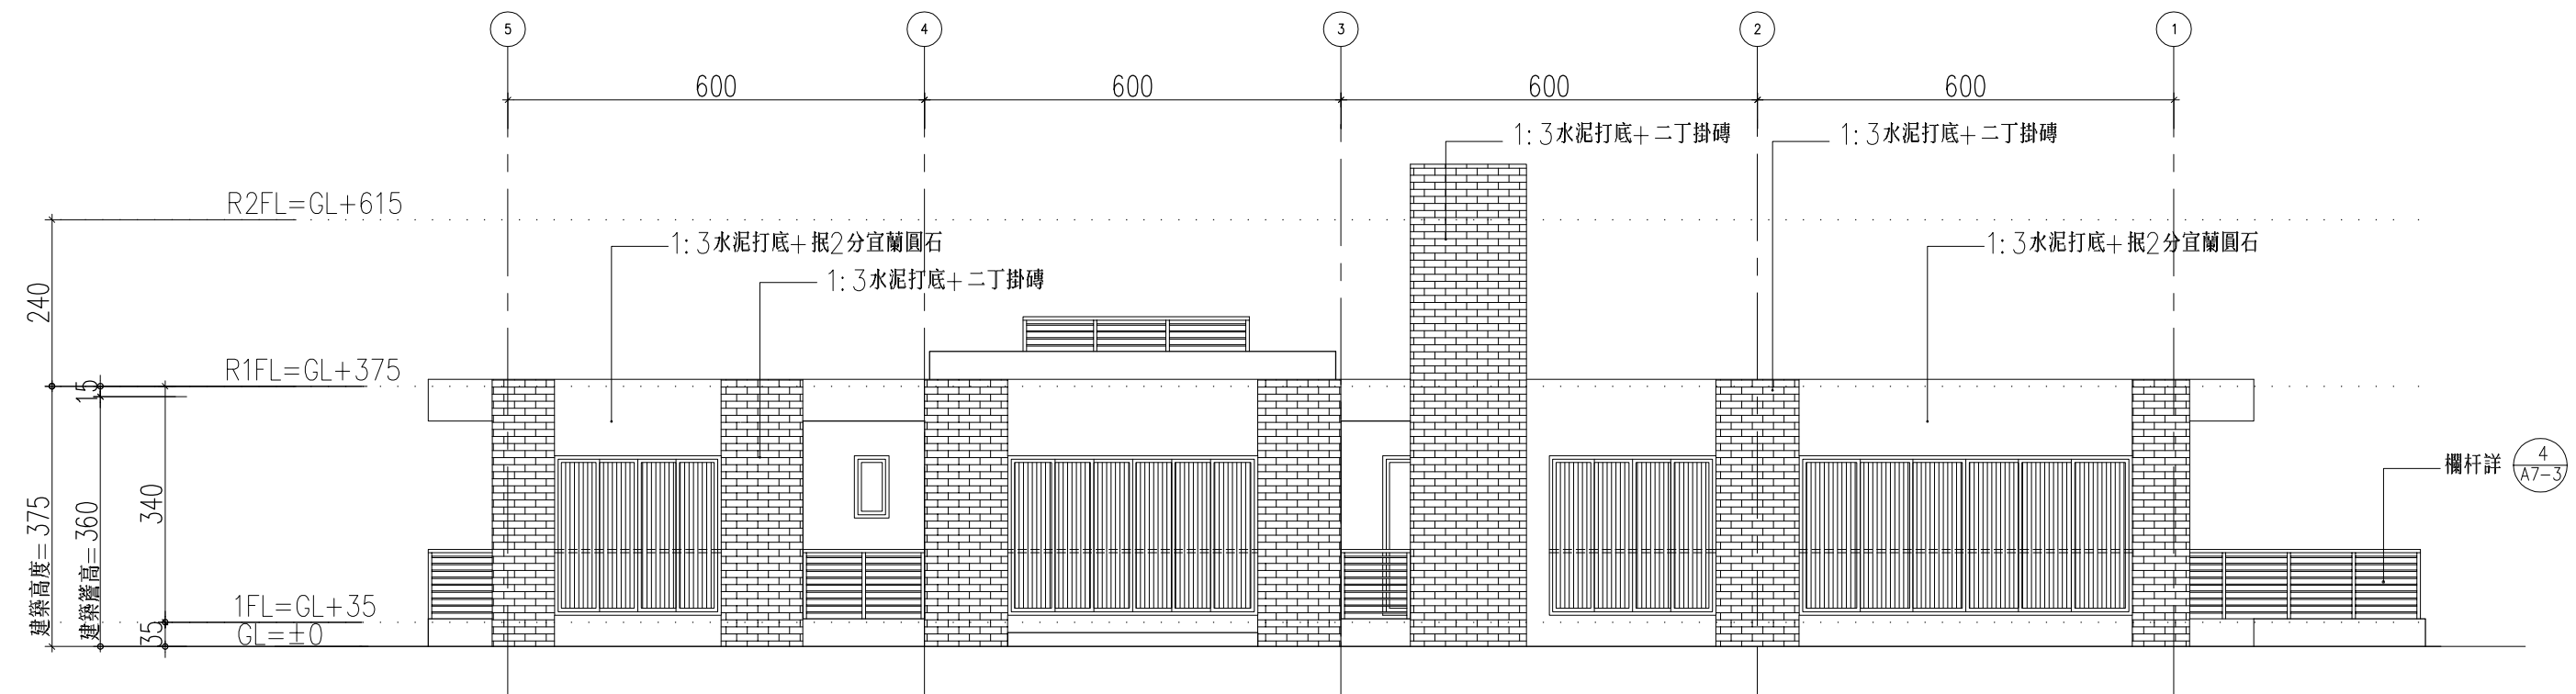 5
4
3
2
1
600
600
600
600
1:3水泥打底+二丁掛磚
1:3水泥打底+二丁掛磚
R2FL=GL+615
1:3水泥打底+抿2分宜蘭圓石
1:3水泥打底+抿2分宜蘭圓石
1:3水泥打底+二丁掛磚
240
R1FL=GL+375
15
欄杆詳
4
A7-3
建築高度=375
建築簷高=360
340
1FL=GL+35
35
GL=±0